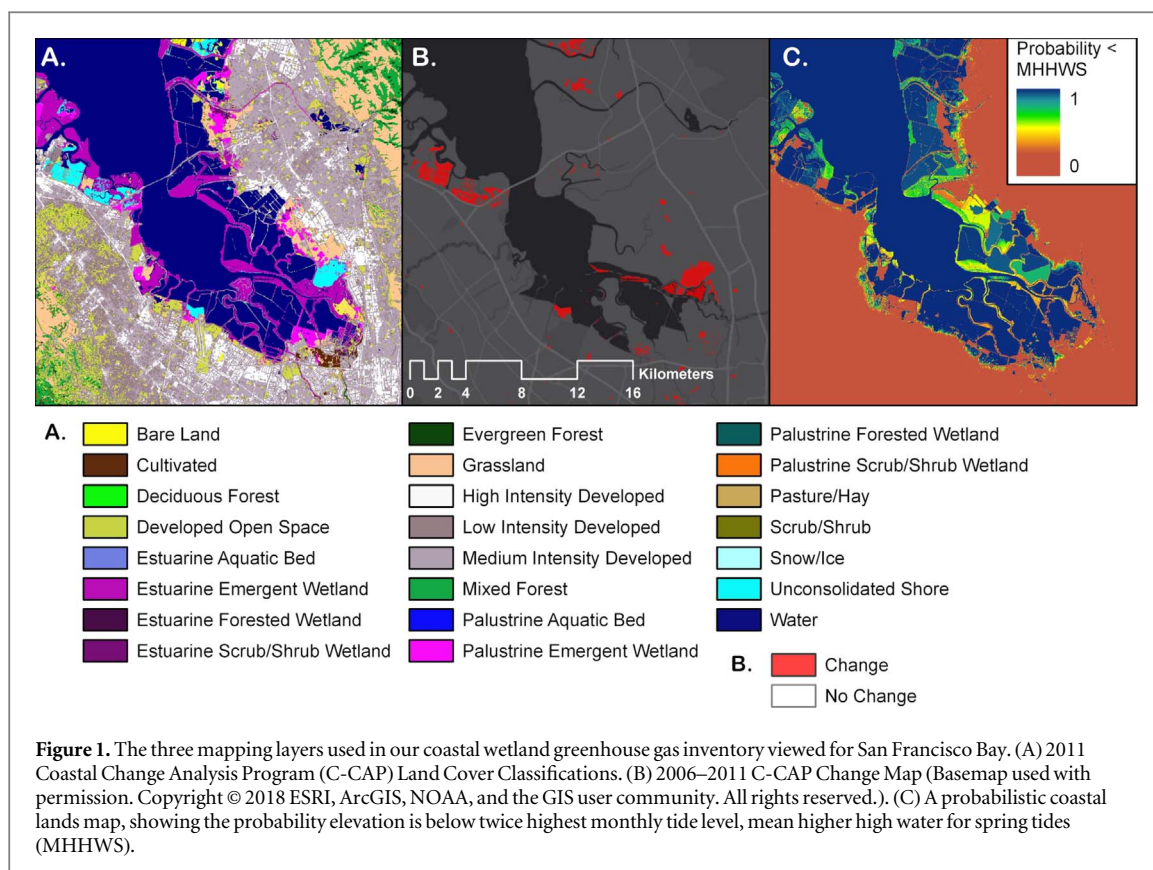 A.
B.
C.
Probability <
MHHWS
1
0
Kilometers
0 2 4 8 12 16
A.
Bare Land
Cultivated
Deciduous Forest
Developed Open Space
Estuarine Aquatic Bed
Estuarine Emergent Wetland
Estuarine Forested Wetland
Estuarine Scrub/Shrub Wetland
Evergreen Forest
Grassland
High Intensity Developed
Low Intensity Developed
Medium Intensity Developed
Mixed Forest
Palustrine Aquatic Bed
Palustrine Emergent Wetland
Palustrine Forested Wetland
Palustrine Scrub/Shrub Wetland
Pasture/Hay
Scrub/Shrub
Snow/Ice
Unconsolidated Shore
Water
B.
Change
No Change
Figure 1. The three mapping layers used in our coastal wetland greenhouse gas inventory viewed for San Francisco Bay. (A) 2011
Coastal Change Analysis Program (C-CAP) Land Cover Classifications. (B) 2006–2011 C-CAP Change Map (Basemap used with
permission. Copyright © 2018 ESRI, ArcGIS, NOAA, and the GIS user community. All rights reserved.). (C) A probabilistic coastal
lands map, showing the probability elevation is below twice highest monthly tide level, mean higher high water for spring tides
(MHHWS).